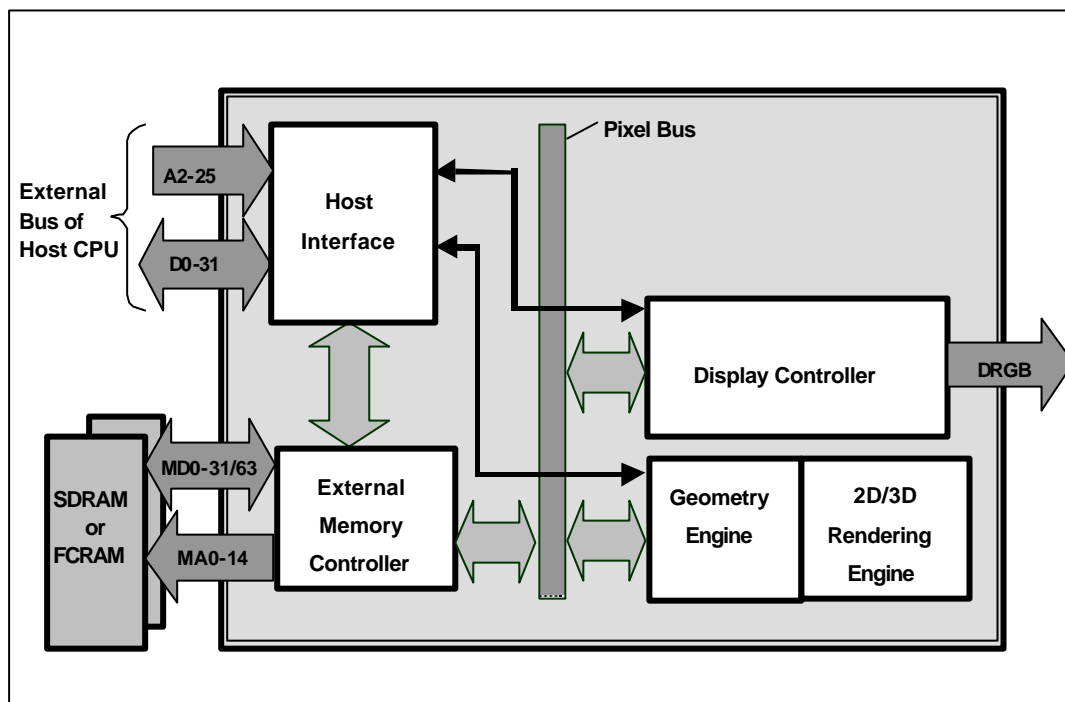 Pixel Bus
External
Bus of
Host CPU
A2-25
D0-31
Host
Interface
Display Controller
DRGB
SDRAM
or
FCRAM
MD0-31/63
MA0-14
External
Memory
Controller
Geometry
Engine
2D/3D
Rendering
Engine